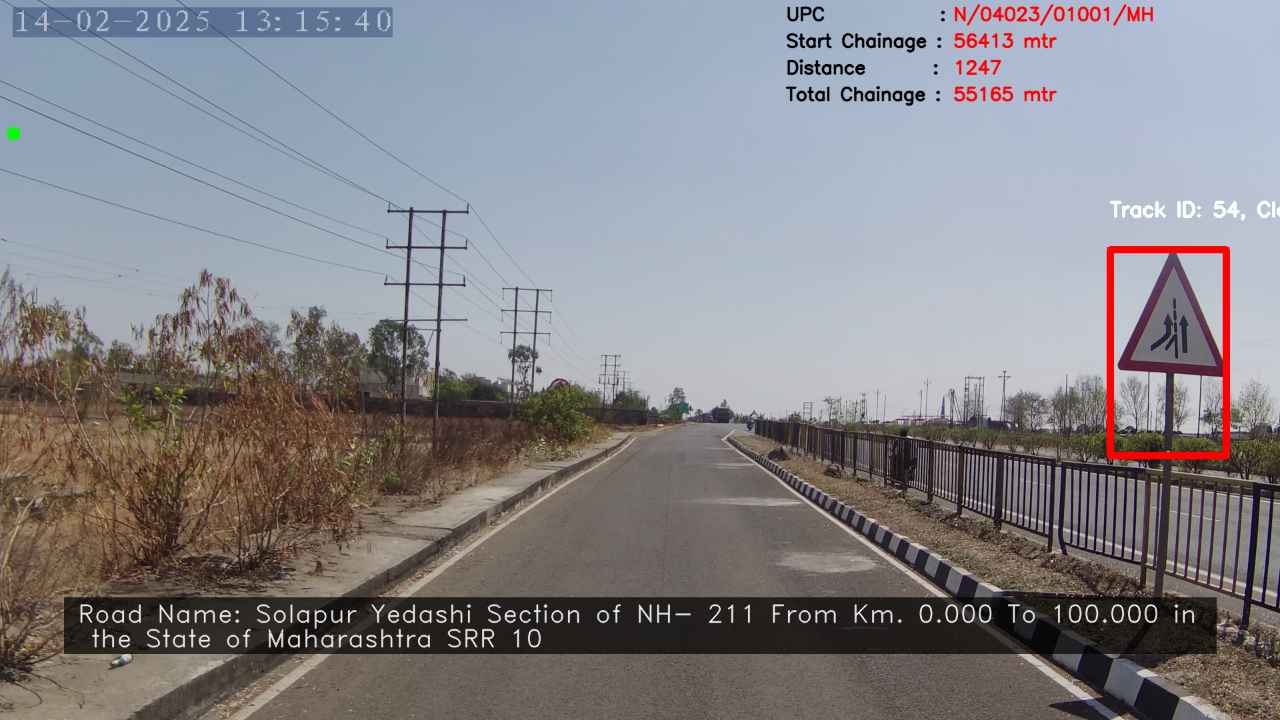 14-02-2025 13:15:40
UPC : N/04023/01001/MH
Start Chainage : 56413 mtr
Distance : 1247
Total Chainage : 55165 mtr
Track ID: 54,
Road Name: Solapur Yedashi Section of NH- 211 From Km. 0.000 To 100.000 in
the State of Maharashtra SRR 10